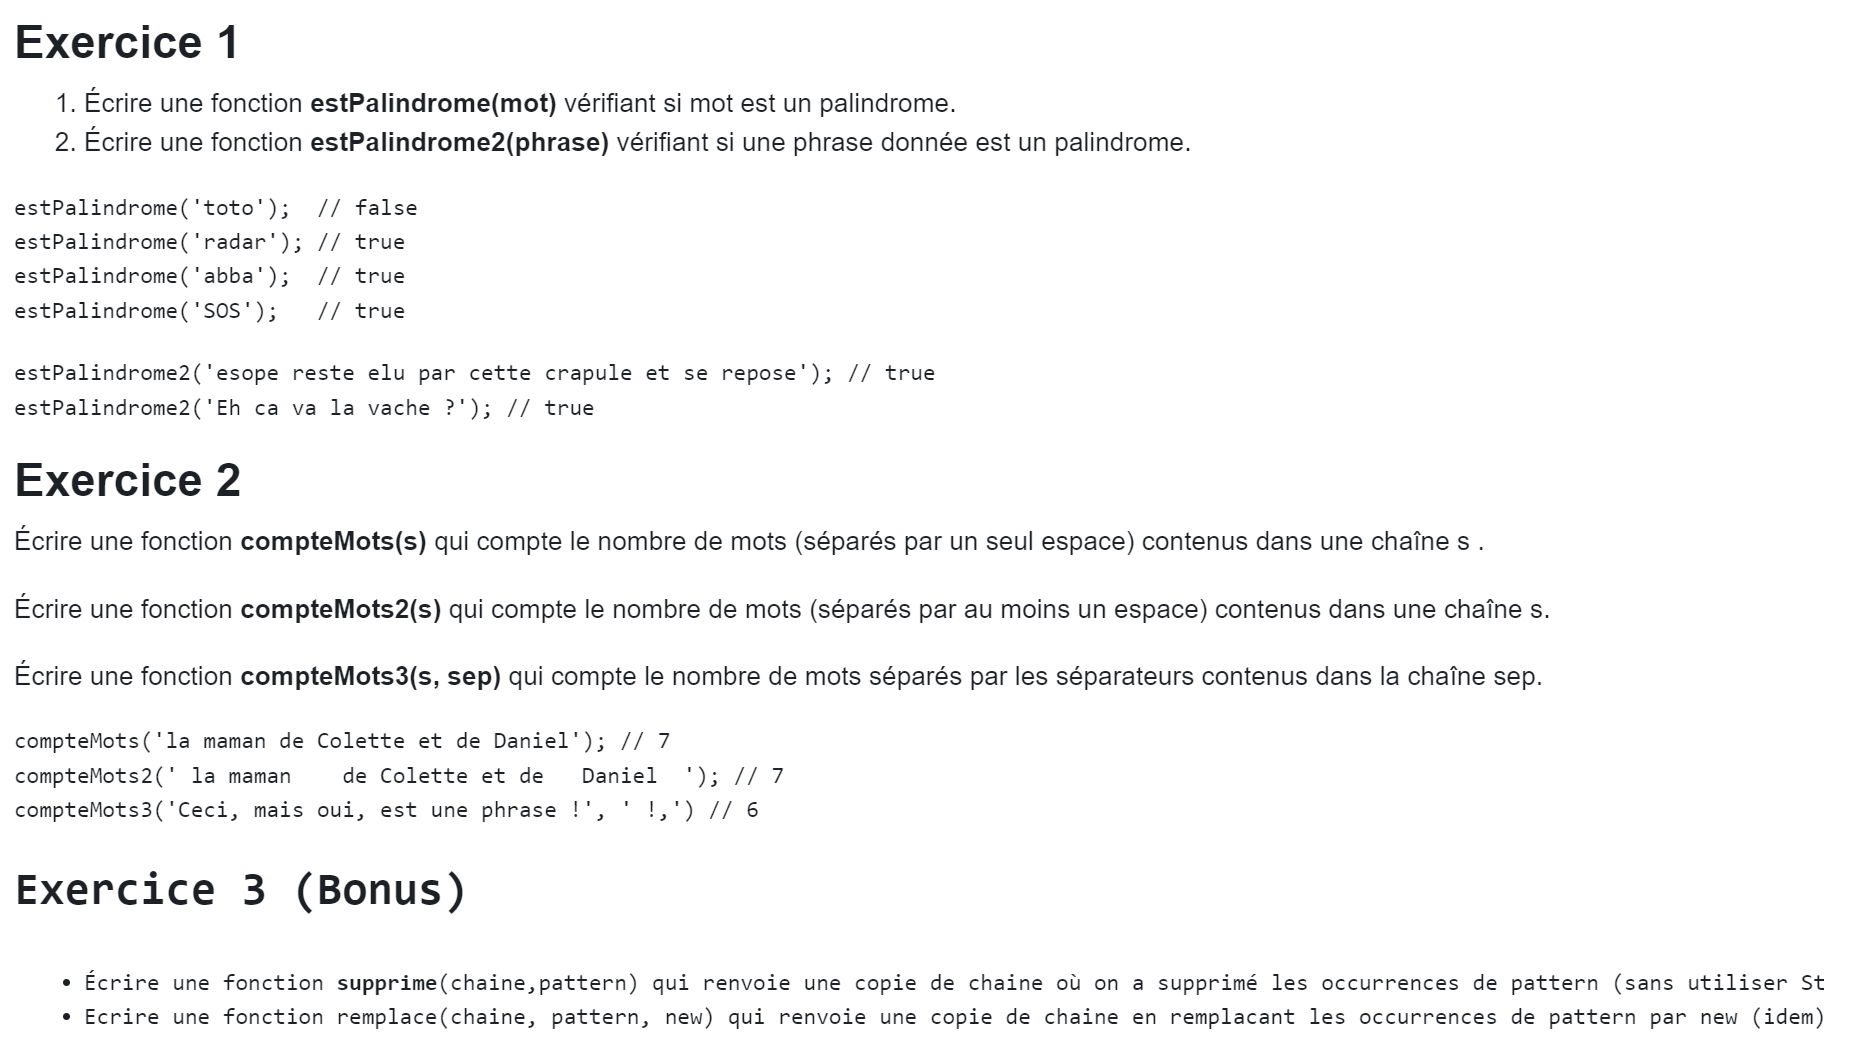 Exercice 1
1. Écrire une fonction estPalindrome(mot) vérifiant si mot est un palindrome.
2. Écrire une fonction estPalindrome2(phrase) vérifiant si une phrase donnée est un palindrome.
estPalindrome('toto');  // false
estPalindrome('radar'); // true
estPalindrome('abba');  // true
estPalindrome('SOS');   // true
estPalindrome2('esope reste elu par cette crapule et se repose'); // true
estPalindrome2('Eh ca va la vache ?'); // true
Exercice 2
Écrire une fonction compteMots(s) qui compte le nombre de mots (séparés par un seul espace) contenus dans une chaîne s .
Écrire une fonction compteMots2(s) qui compte le nombre de mots (séparés par au moins un espace) contenus dans une chaîne s.
Écrire une fonction compteMots3(s, sep) qui compte le nombre de mots séparés par les séparateurs contenus dans la chaîne sep.
compteMots('la maman de Colette et de Daniel'); // 7
compteMots2(' la maman    de Colette et de   Daniel  '); // 7
compteMots3('Ceci, mais oui, est une phrase !', ' !,') // 6
Exercice 3 (Bonus)
• Écrire une fonction supprime(chaine,pattern) qui renvoie une copie de chaine où on a supprimé les occurrences de pattern (sans utiliser St
• Ecrire une fonction remplace(chaine, pattern, new) qui renvoie une copie de chaine en remplacant les occurrences de pattern par new (idem)